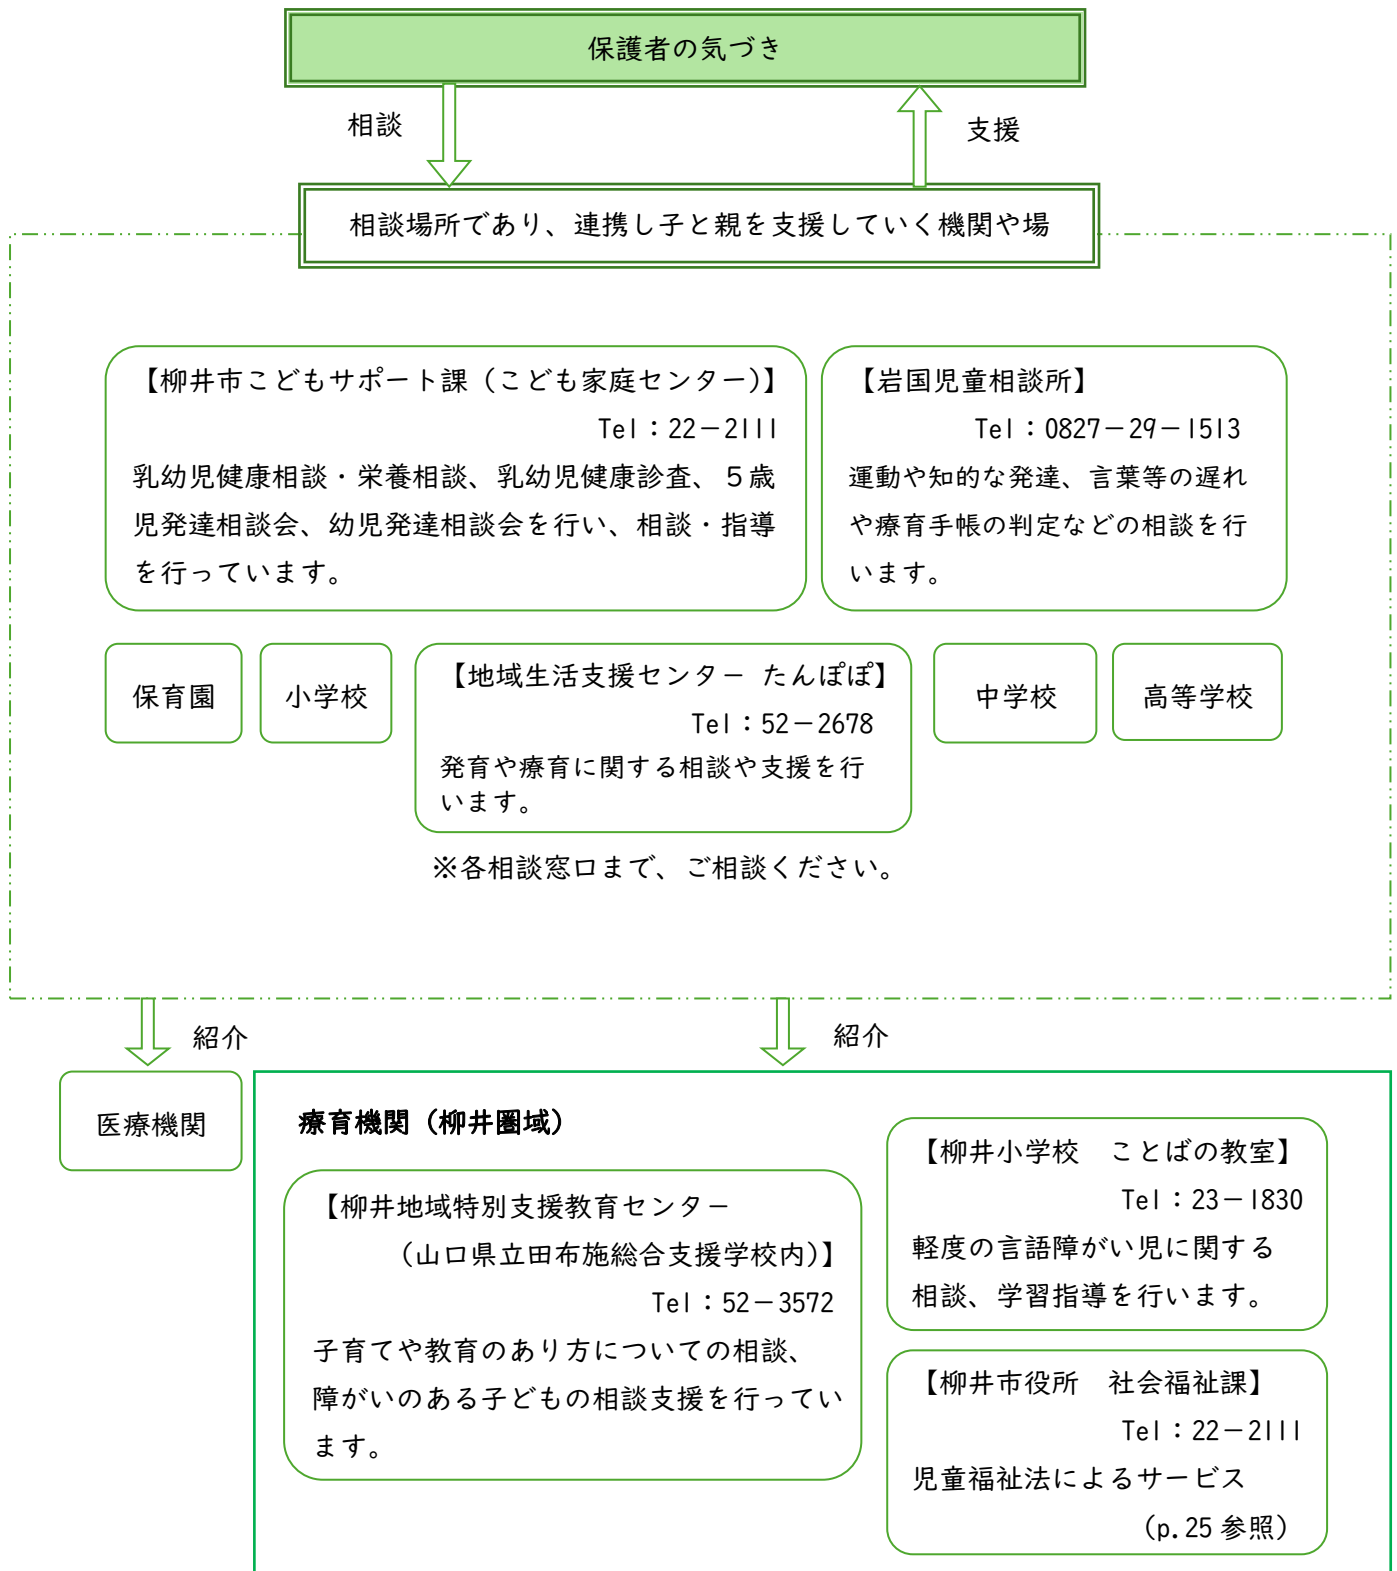 保護者の気づき
相談
支援
相談場所であり、連携し子と親を支援していく機関や場
【柳井市こどもサポート課（こども家庭センター）】
Tel：22－2111
乳幼児健康相談・栄養相談、乳幼児健康診査、５歳
児発達相談会、幼児発達相談会を行い、相談・指導
を行っています。
【岩国児童相談所】
Tel：0827－29－1513
運動や知的な発達、言葉等の遅れ
や療育手帳の判定などの相談を行
います。
保育園
小学校
【地域生活支援センター たんぽぽ】
Tel：52－2678
発育や療育に関する相談や支援を行
います。
中学校
高等学校
※各相談窓口まで、ご相談ください。
紹介
紹介
医療機関
療育機関（柳井圏域）
【柳井地域特別支援教育センター
（山口県立田布施総合支援学校内）】
Tel：52－3572
子育てや教育のあり方についての相談、
障がいのある子どもの相談支援を行ってい
ます。
【柳井小学校　ことばの教室】
Tel：23－1830
軽度の言語障がい児に関する
相談、学習指導を行います。
【柳井市役所　社会福祉課】
Tel：22－2111
児童福祉法によるサービス
（p.25 参照）